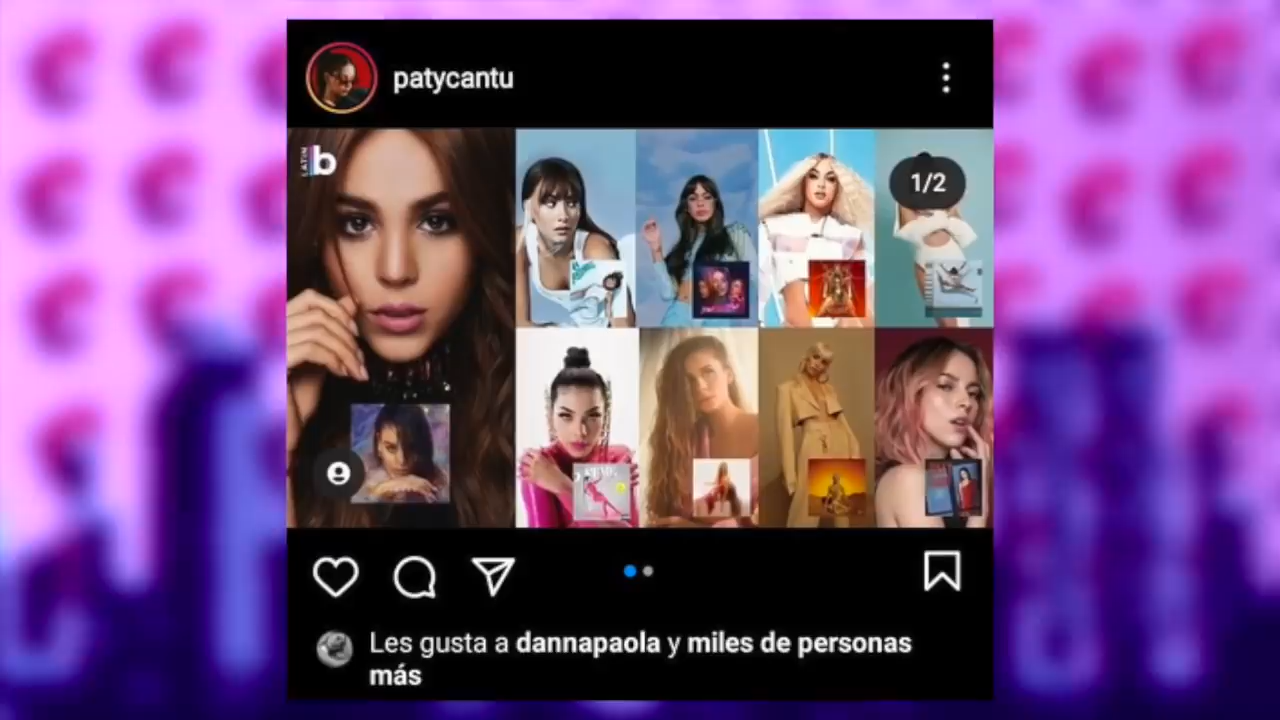 patycantu
LATIN
b
1/2
Les gusta a dannapaola y miles de personas
más